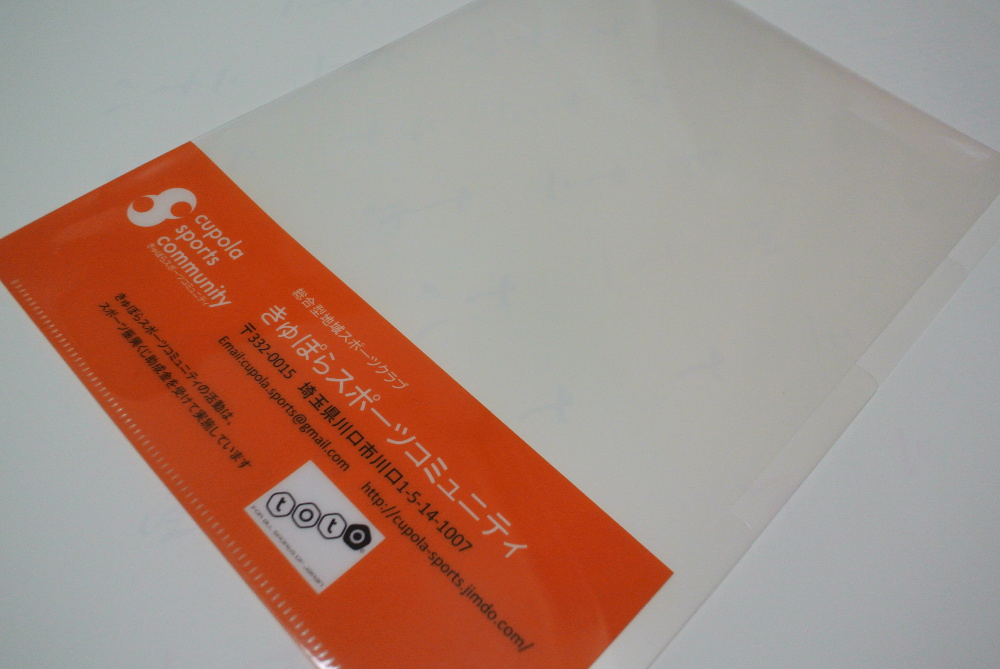 cupola
sports
community
きゅぽらスポーツコミュニティ
総合型地域スポーツクラブ
きゅぽらスポーツコミュニティ
〒332-0015 埼玉県川口市川口1-5-14-1007
Email:cupola.sports@gmail.com http://cupola-sports.jimdo.com/
きゅぽらスポーツコミュニティの活動は、
スポーツ振興くじ助成金を受けて実施しています
toto
FOR ALL SPORTS OF JAPAN